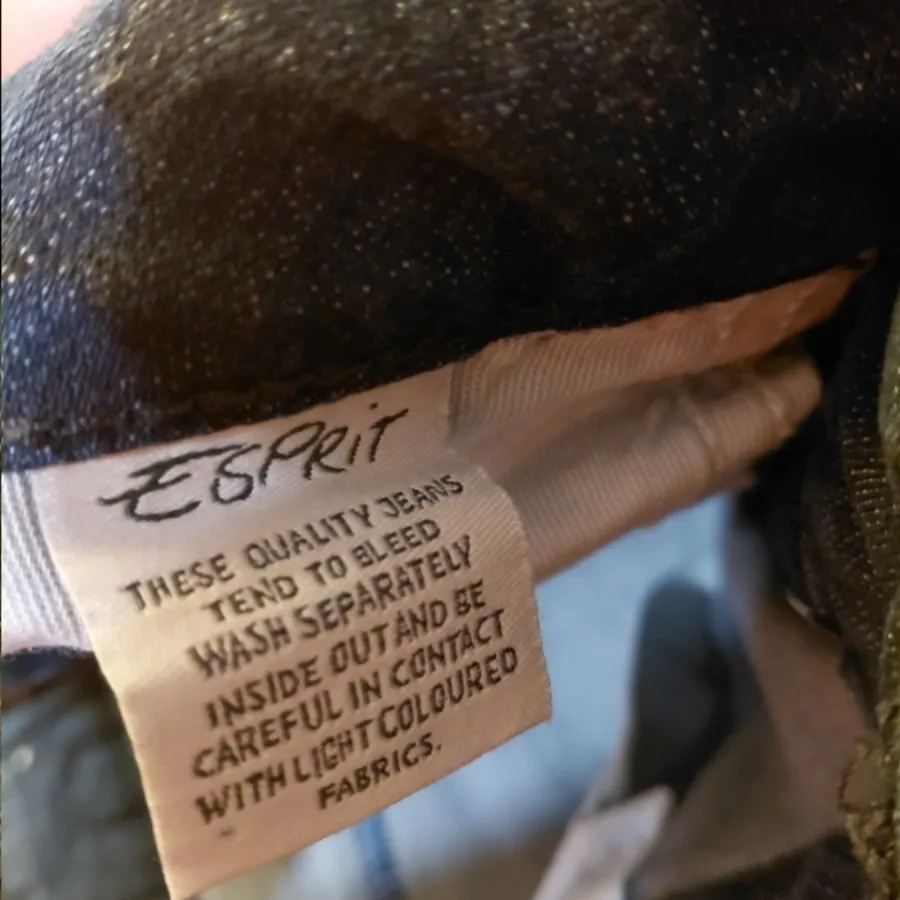 ESPRiT
THESE QUALITY JEANS
TEND TO BLEED
WASH SEPARATELY
INSIDE OUT AND BE
CAREFUL IN CONTACT
WITH LIGHT COLOURED
FABRICS.